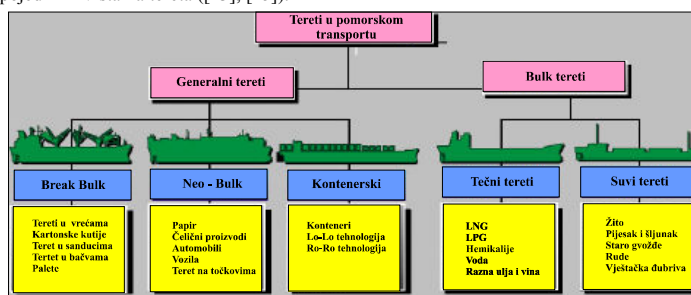 Tereti u pomorskom
transportu
Generalni tereti
Bulk tereti
Break Bulk
Neo - Bulk
Kontenerski
Tečni tereti
Suvi tereti
Tereti u vrećama
Kartonske kutije
Teret u sanducima
Tertet u bačvama
Palete
Papir
Čelični proizvodi
Automobili
Vozila
Teret na točkovima
Konteneri
Lo-Lo tehnologija
Ro-Ro tehnologija
LNG
LPG
Hemikalije
Voda
Razna ulja i vina
Žito
Pijesak i šljunak
Staro gvožđe
Rude
Vještačka đubriva